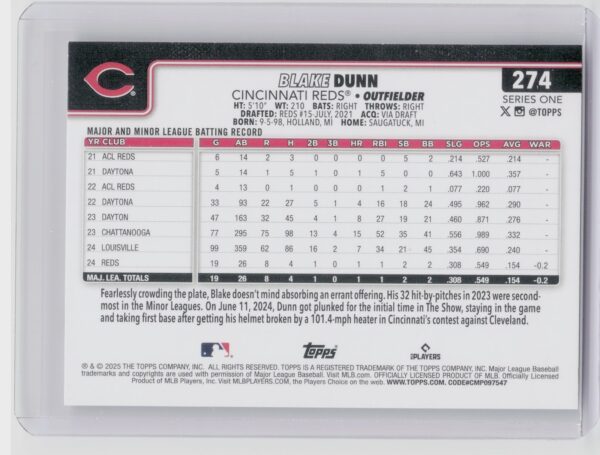 C
BLAKE DUNN
274
CINCINNATI REDS® • OUTFIELDER
SERIES ONE
HT: 5'10" WT: 210 BATS: RIGHT THROWS: RIGHT
X @TOPPS
DRAFTED: REDS #15-JULY, 2021 ACQ: VIA DRAFT
BORN: 9-5-98, HOLLAND, MI HOME: SAUGATUCK, MI
MAJOR AND MINOR LEAGUE BATTING RECORD
YR CLUB G AB R H 2B 3B HR RBI SB BB SLG OPS AVG WAR
21 ACL REDS 6 14 2 3 0 0 0 0 5 2 .214 .527 .214 -
21 DAYTONA 5 14 1 5 1 0 1 5 0 0 .643 1.000 .357 -
22 ACL REDS 4 13 0 1 0 0 0 1 2 1 .077 .220 .077 -
22 DAYTONA 33 93 22 27 5 1 4 16 18 24 .495 .962 .290 -
23 DAYTON 47 163 32 45 4 1 8 27 19 21 .460 .871 .276 -
23 CHATTANOOGA 77 295 75 98 13 4 15 52 35 41 .556 .989 .332 -
24 LOUISVILLE 99 359 62 86 16 2 7 34 21 45 .354 .690 .240 -
24 REDS 19 26 8 4 1 0 1 2 2 2 .308 .549 .154 -0.2
MAJ. LEA. TOTALS 19 26 8 4 1 0 1 2 2 2 .308 .549 .154 -0.2
Fearlessly crowding the plate, Blake doesn't mind absorbing an errant offering. His 32 hit-by-pitches in 2023 were second-
most in the Minor Leagues. On June 11, 2024, Dunn got plunked for the initial time in The Show, staying in the game
and taking first base after getting his helmet broken by a 101.4-mph heater in Cincinnati's contest against Cleveland.
Topps
PLAYERS
® & © 2025 THE TOPPS COMPANY, INC. ALL RIGHTS RESERVED. TOPPS IS A REGISTERED TRADEMARK OF THE TOPPS COMPANY, INC. Major League Baseball
trademarks and copyrights are used with permission of Major League Baseball. Visit MLB.com. OFFICIALLY LICENSED PRODUCT OF MLB PLAYERS, INC. Officially Licensed
Product of MLB Players, Inc. Visit MLBPLAYERS.COM, the Players Choice on the web. WWW.TOPPS.COM. CODE#CMP097547